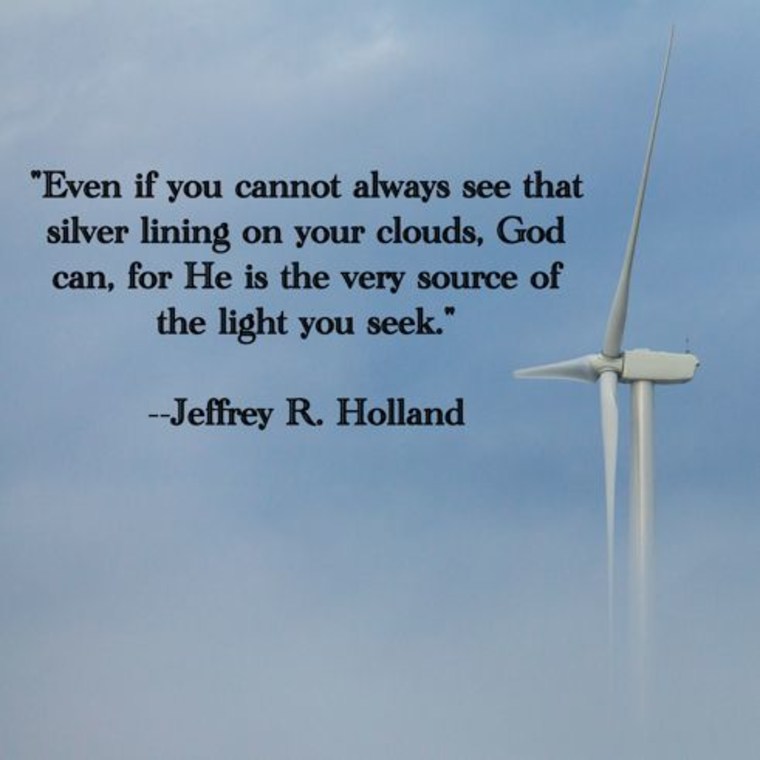 "Even if you cannot always see that
silver lining on your clouds, God
can, for He is the very source of
the light you seek."
--Jeffrey R. Holland